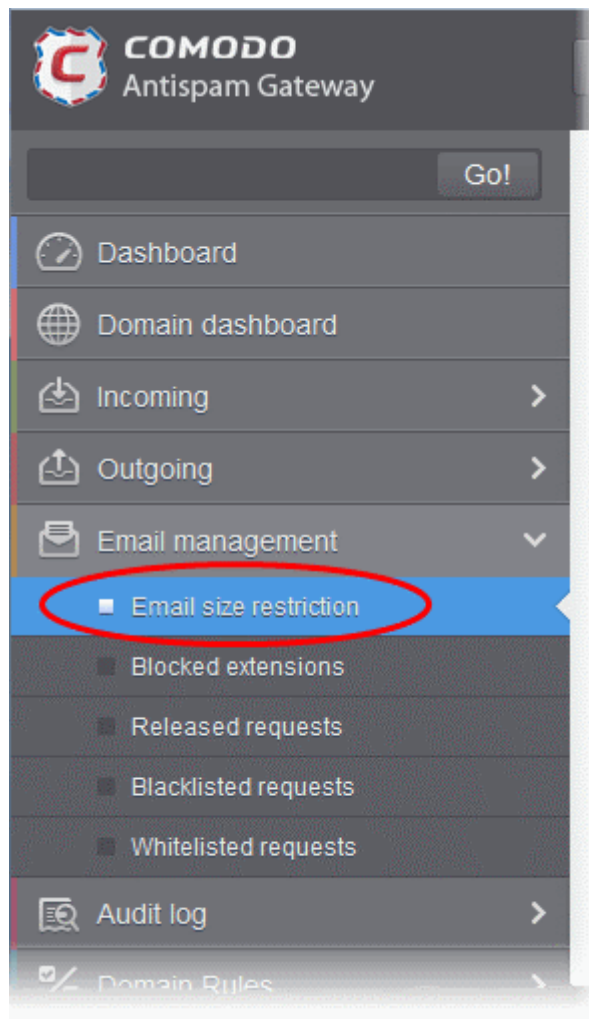 COMODO
Antispam Gateway
Go!
Dashboard
Domain dashboard
Incoming
Outgoing
Email management
Email size restriction
Blocked extensions
Released requests
Blacklisted requests
Whitelisted requests
Audit log
Domain Rules